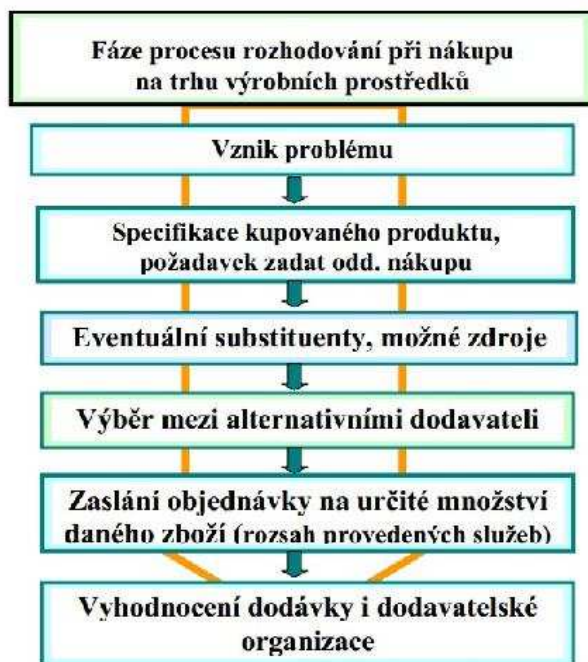 Fáze procesu rozhodování při nákupu
na trhu výrobních prostředků
Vznik problému
Specifikace kupovaného produktu,
požadavek zadat odd. nákupu
Eventuální substituenty, možné zdroje
Výběr mezi alternativními dodavateli
Zaslání objednávky na určité množství
daného zboží (rozsah provedených služeb)
Vyhodnocení dodávky i dodavatelské
organizace